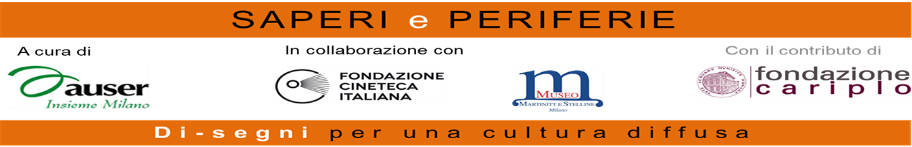 SAPERI e PERIFERIE
A cura di
auser
Insieme Milano
In collaborazione con
FONDAZIONE
CINETECA
ITALIANA
m
MUSEO
MARTINITT E STELLINE
Milano
Con il contributo di
fondazione
cariplo
Di-segni per una cultura diffusa